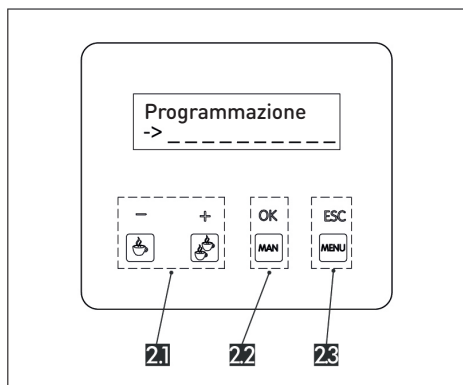 Programmazione
-> _ _ _ _ _ _ _ _ _ _ _
- + OK ESC
MAN MENU
2.1 2.2 2.3